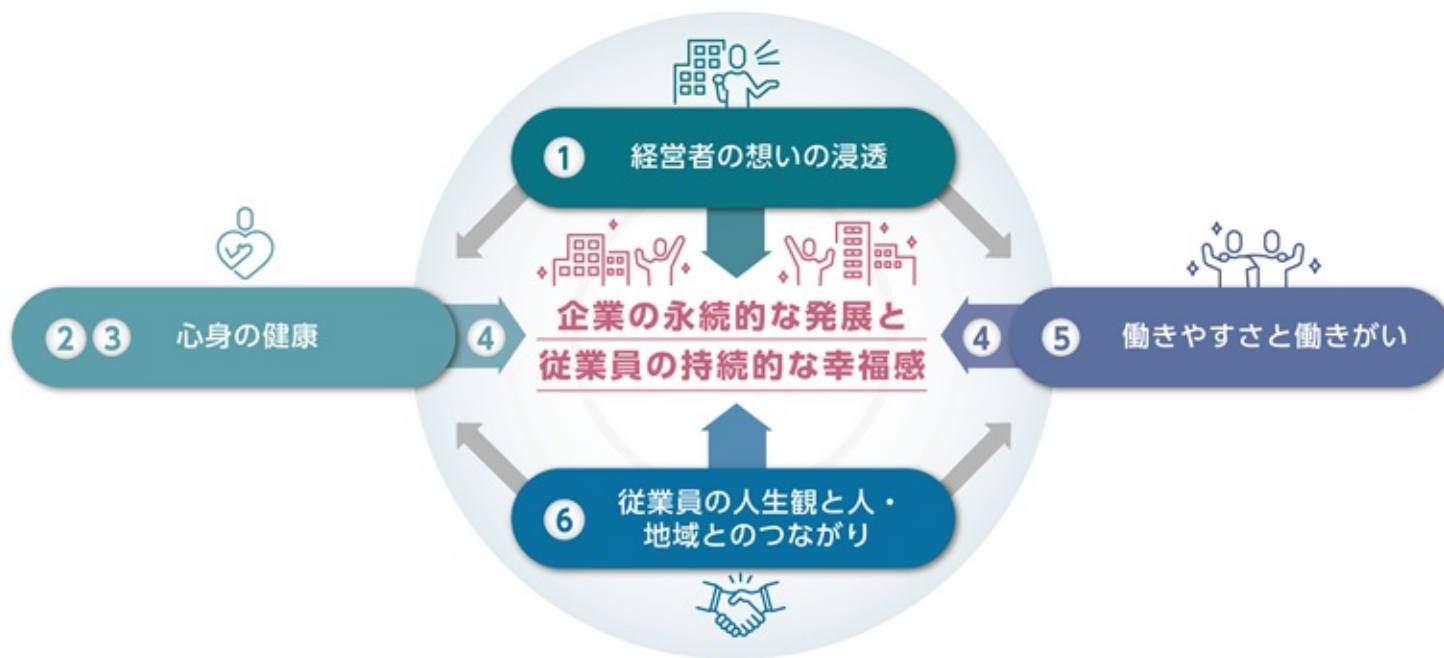 ① 経営者の想いの浸透
② ③ 心身の健康
④
企業の永続的な発展と
従業員の持続的な幸福感
④
⑤ 働きやすさと働きがい
⑥ 従業員の人生観と人・
地域とのつながり